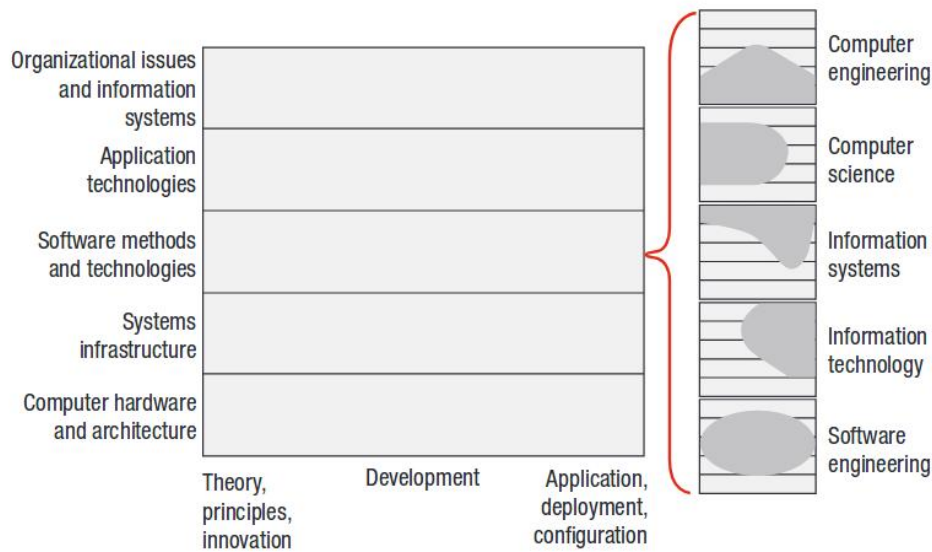 Organizational issues
and information
systems
Application
technologies
Software methods
and technologies
Systems
infrastructure
Computer hardware
and architecture
Theory,
principles,
innovation
Development
Application,
deployment,
configuration
Computer
engineering
Computer
science
Information
systems
Information
technology
Software
engineering